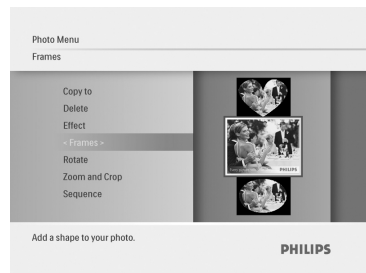 Photo Menu
Frames
Copy to
Delete
Effect
< Frames >
Rotate
Zoom and Crop
Sequence
PHILIPS
Add a shape to your photo.
PHILIPS